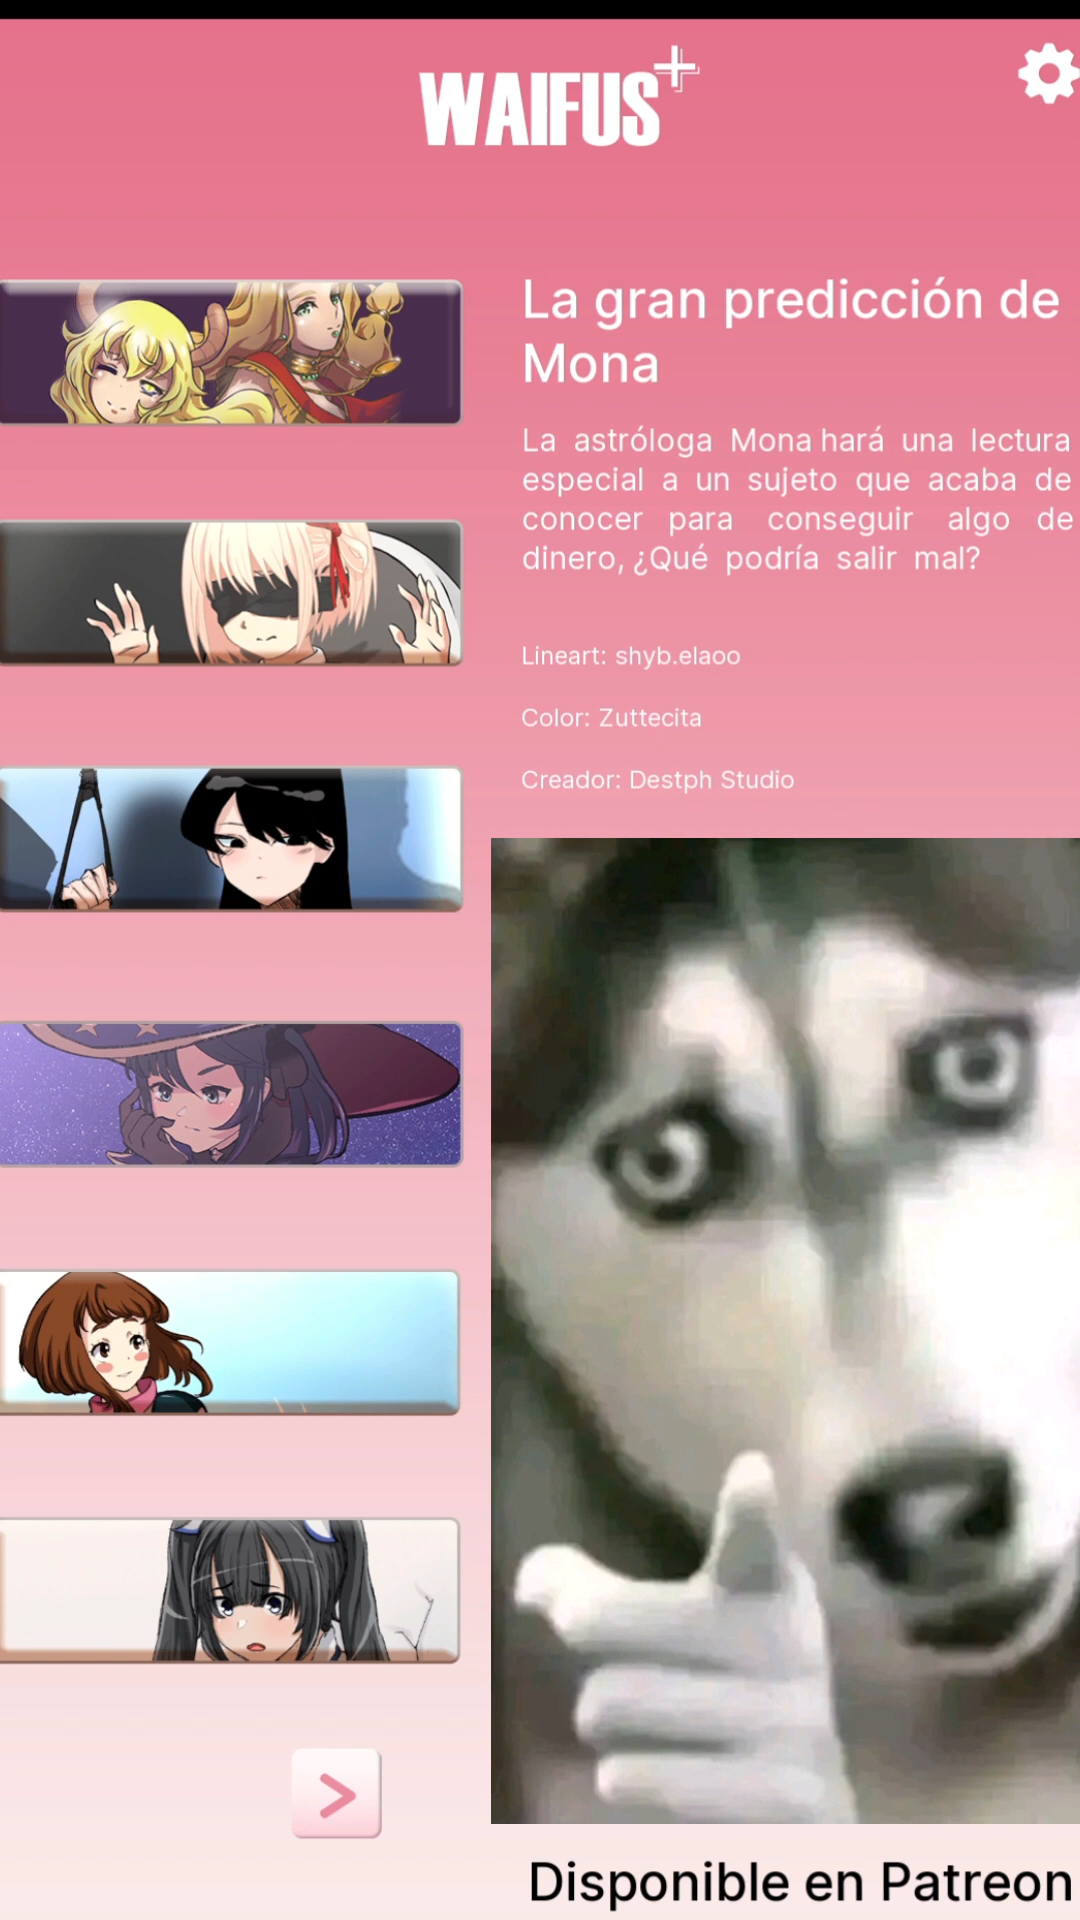 WAIFUS+
La gran predicción de
Mona
La astróloga Mona hará una lectura
especial a un sujeto que acaba de
conocer para conseguir algo de
dinero, ¿Qué podría salir mal?
Lineart: shyb.elaoo
Color: Zuttecita
Creador: Destph Studio
>
Disponible en Patreon